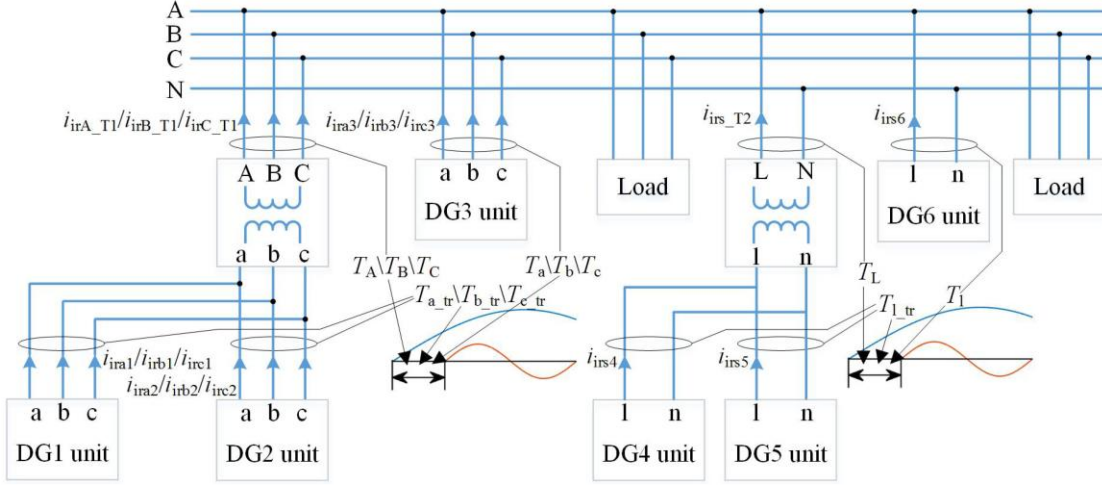 A
B
C
N
i_irA_T1/i_irB_T1/i_irC_T1
i_ira3/i_irb3/i_irc3
i_irs_T2
i_irs6
A B C
a b c
DG3 unit
Load
L N
l n
DG6 unit
Load
a b c
l n
T_A\T_B\T_C
T_a\T_b\T_c
T_L
T_a_tr\T_b_tr\T_c_tr
T_l_tr
T_l
i_ira1/i_irb1/i_irc1
i_ira2/i_irb2/i_irc2
i_irs4
i_irs5
a b c
DG1 unit
a b c
DG2 unit
l n
DG4 unit
l n
DG5 unit